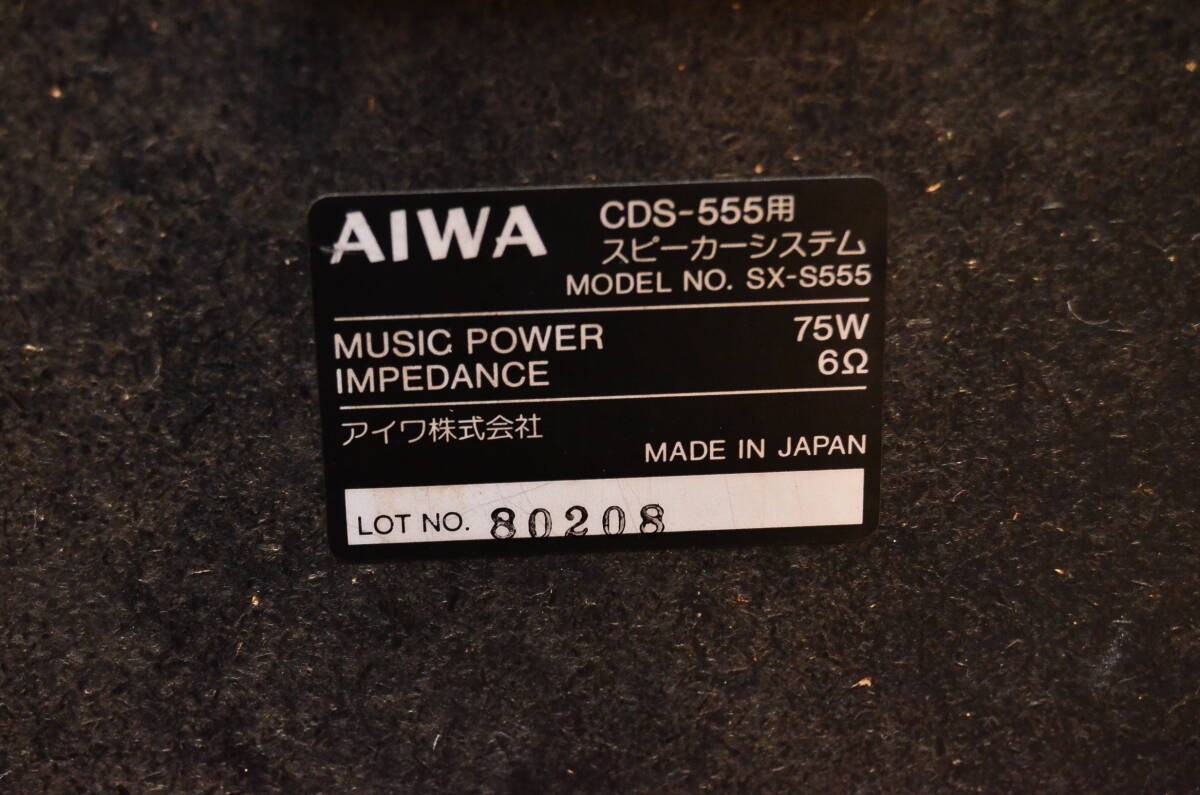 AIWA
CDS-555用
スピーカーシステム
MODEL NO. SX-S555
MUSIC POWER 75W
IMPEDANCE 6Ω
アイワ株式会社
MADE IN JAPAN
LOT NO. 80208